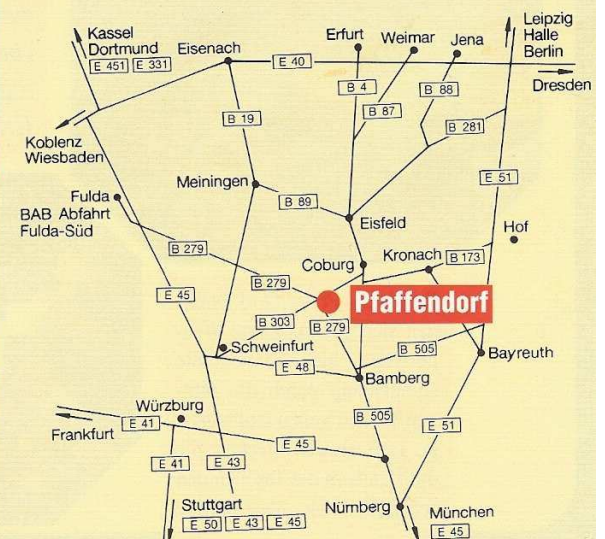 Leipzig
Halle
Berlin
Kassel
Dortmund
E 451 E 331
Eisenach
Erfurt
Weimar
Jena
E 40
Dresden
B 4
B 88
B 87
B 19
B 281
Koblenz
Wiesbaden
Meiningen
E 51
Fulda
BAB Abfahrt
Fulda-Süd
B 89
Eisfeld
Hof
B 279
Coburg
Kronach
B 173
B 279
E 45
Pfaffendorf
B 303
B 279
Schweinfurt
B 505
Bayreuth
E 48
Bamberg
Würzburg
B 505
E 41
Frankfurt
E 45
E 51
E 41
E 43
Stuttgart
E 50 E 43 E 45
Nürnberg
München
E 45